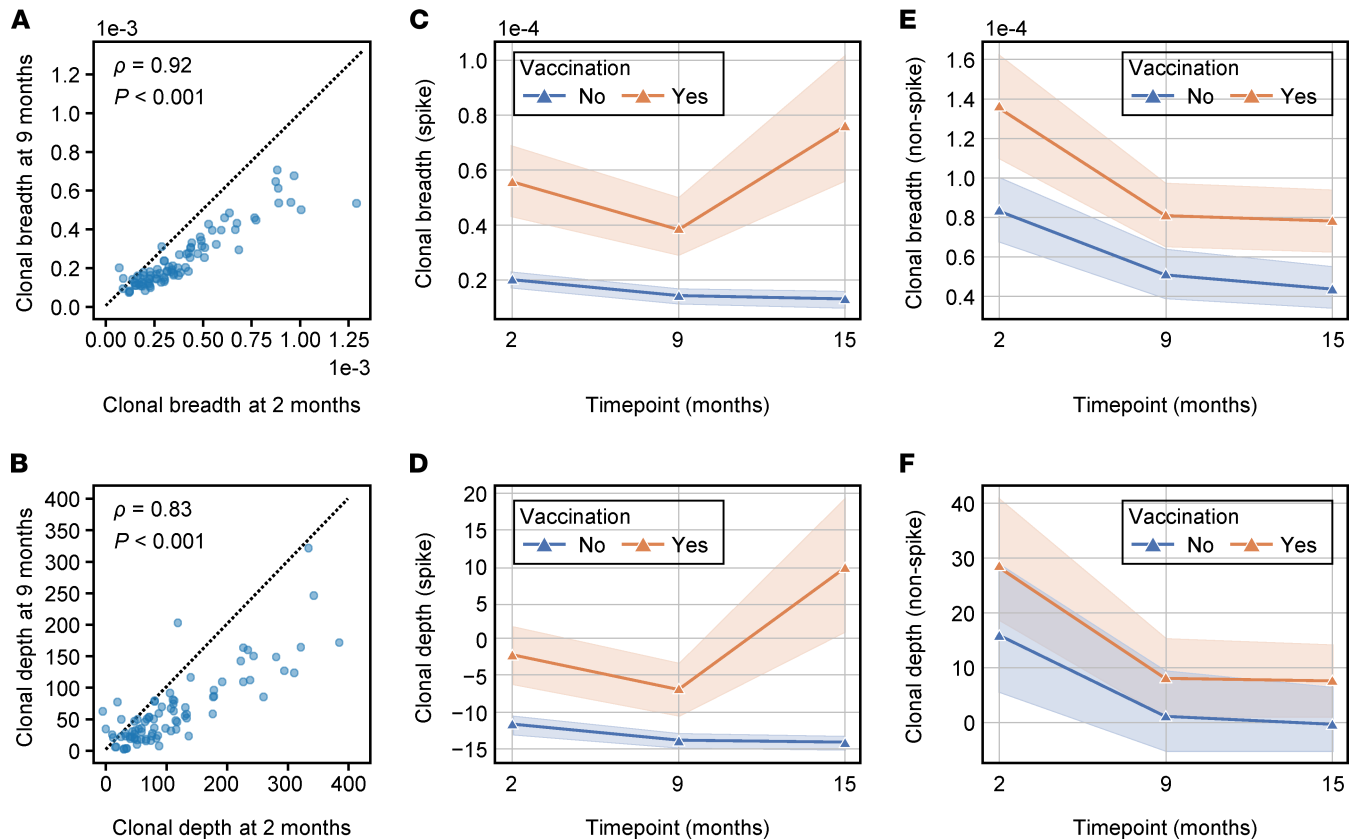 A
1e-3
ρ = 0.92
P < 0.001
Clonal breadth at 9 months
1.2
1.0
0.8
0.6
0.4
0.2
0.0
0.00 0.25 0.50 0.75 1.00 1.25
1e-3
Clonal breadth at 2 months
C
1e-4
Vaccination
No Yes
Clonal breadth (spike)
1.0
0.8
0.6
0.4
0.2
2 9 15
Timepoint (months)
E
1e-4
Vaccination
No Yes
Clonal breadth (non-spike)
1.6
1.4
1.2
1.0
0.8
0.6
0.4
2 9 15
Timepoint (months)
B
ρ = 0.83
P < 0.001
Clonal depth at 9 months
400
350
300
250
200
150
100
50
0
0 100 200 300 400
Clonal depth at 2 months
D
Vaccination
No Yes
Clonal depth (spike)
20
15
10
5
0
−5
−10
−15
2 9 15
Timepoint (months)
F
Vaccination
No Yes
Clonal depth (non-spike)
40
30
20
10
0
2 9 15
Timepoint (months)